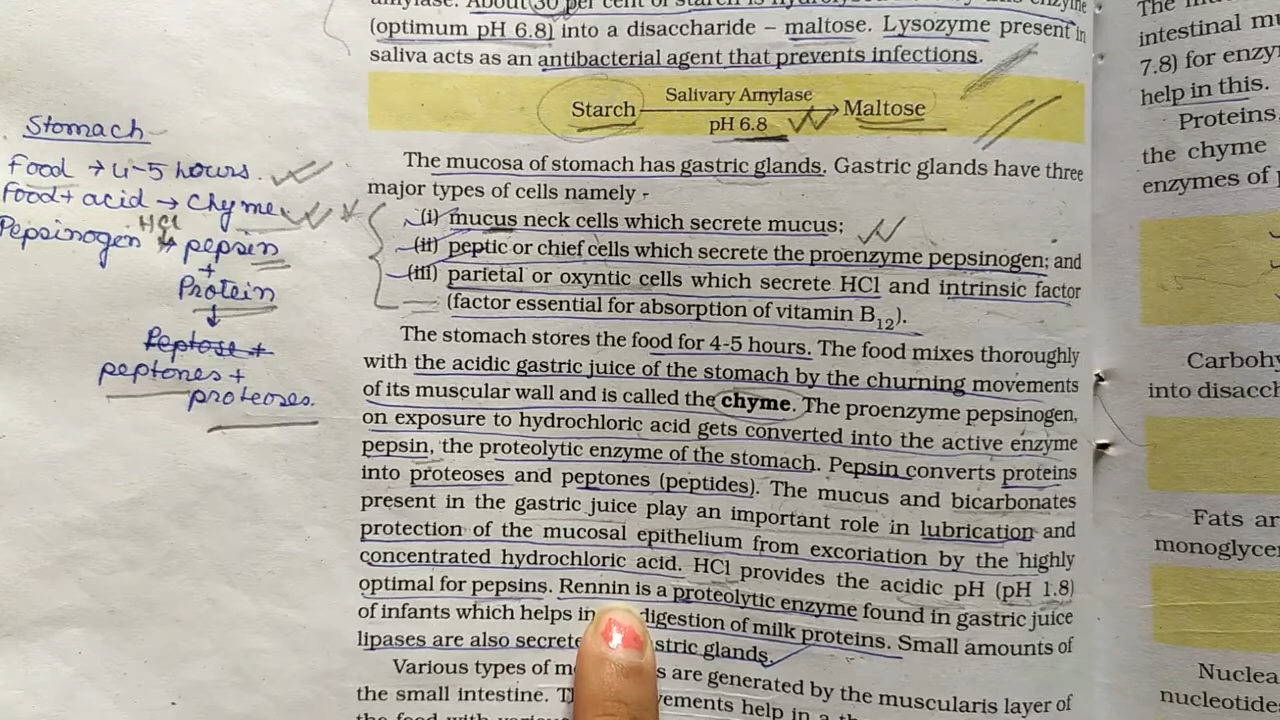 (optimum pH 6.8) into a disaccharide – maltose. Lysozyme present in
saliva acts as an antibacterial agent that prevents infections.
Starch Salivary Amylase pH 6.8 Maltose
The mucosa of stomach has gastric glands. Gastric glands have three
major types of cells namely -
(i) mucus neck cells which secrete mucus;
(ii) peptic or chief cells which secrete the proenzyme pepsinogen; and
(iii) parietal or oxyntic cells which secrete HCl and intrinsic factor
(factor essential for absorption of vitamin B12).
The stomach stores the food for 4-5 hours. The food mixes thoroughly
with the acidic gastric juice of the stomach by the churning movements
of its muscular wall and is called the chyme. The proenzyme pepsinogen,
on exposure to hydrochloric acid gets converted into the active enzyme
pepsin, the proteolytic enzyme of the stomach. Pepsin converts proteins
into proteoses and peptones (peptides). The mucus and bicarbonates
present in the gastric juice play an important role in lubrication and
protection of the mucosal epithelium from excoriation by the highly
concentrated hydrochloric acid. HCl provides the acidic pH (pH 1.8)
optimal for pepsins. Rennin is a proteolytic enzyme found in gastric juice
of infants which helps in digestion of milk proteins. Small amounts of
lipases are also secrete gastric glands.
Various types of are generated by the muscularis layer of
the small intestine. help in a
Stomach
Food → 4-5 hours.
Food + acid → chyme
Pepsinogen HCl → pepsin
+
Protein
↓
peptones +
proteoses.
intestinal
7.8) for
help in this.
Proteins,
the chyme
enzymes of
into
Fats